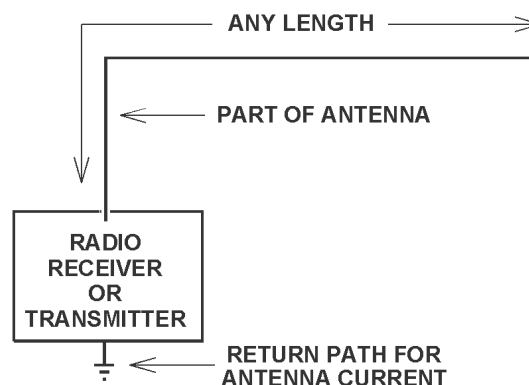 ANY LENGTH
PART OF ANTENNA
RADIO
RECEIVER
OR
TRANSMITTER
RETURN PATH FOR
ANTENNA CURRENT